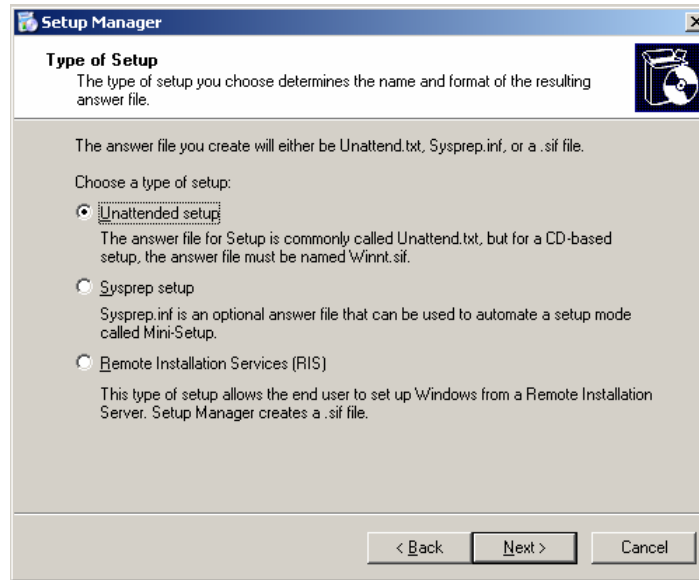 Setup Manager
Type of Setup
The type of setup you choose determines the name and format of the resulting
answer file.
The answer file you create will either be Unattend.txt, Sysprep.inf, or a .sif file.
Choose a type of setup:
Unattended setup
The answer file for Setup is commonly called Unattend.txt, but for a CD-based
setup, the answer file must be named Winnt.sif.
Sysprep setup
Sysprep.inf is an optional answer file that can be used to automate a setup mode
called Mini-Setup.
Remote Installation Services (RIS)
This type of setup allows the end user to set up Windows from a Remote Installation
Server. Setup Manager creates a .sif file.
< Back Next > Cancel